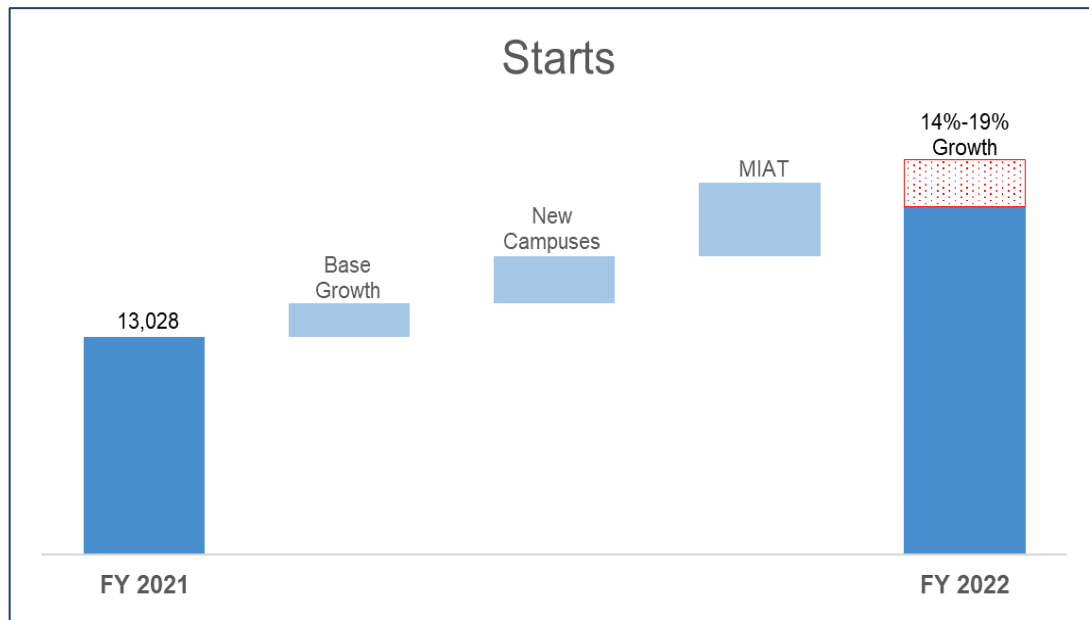 Starts
13,028
Base
Growth
New
Campuses
MIAT
14%-19%
Growth
FY 2021
FY 2022